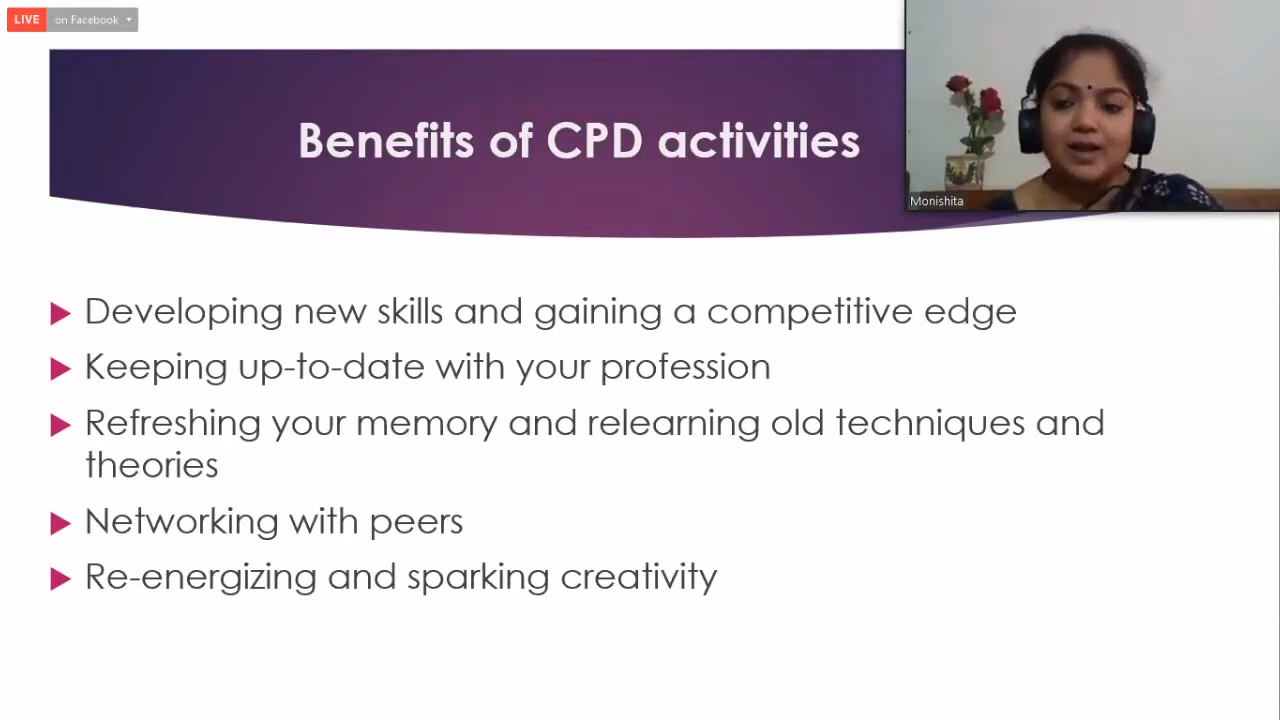 LIVE on Facebook
Benefits of CPD activities
Monishita
Developing new skills and gaining a competitive edge
Keeping up-to-date with your profession
Refreshing your memory and relearning old techniques and
theories
Networking with peers
Re-energizing and sparking creativity